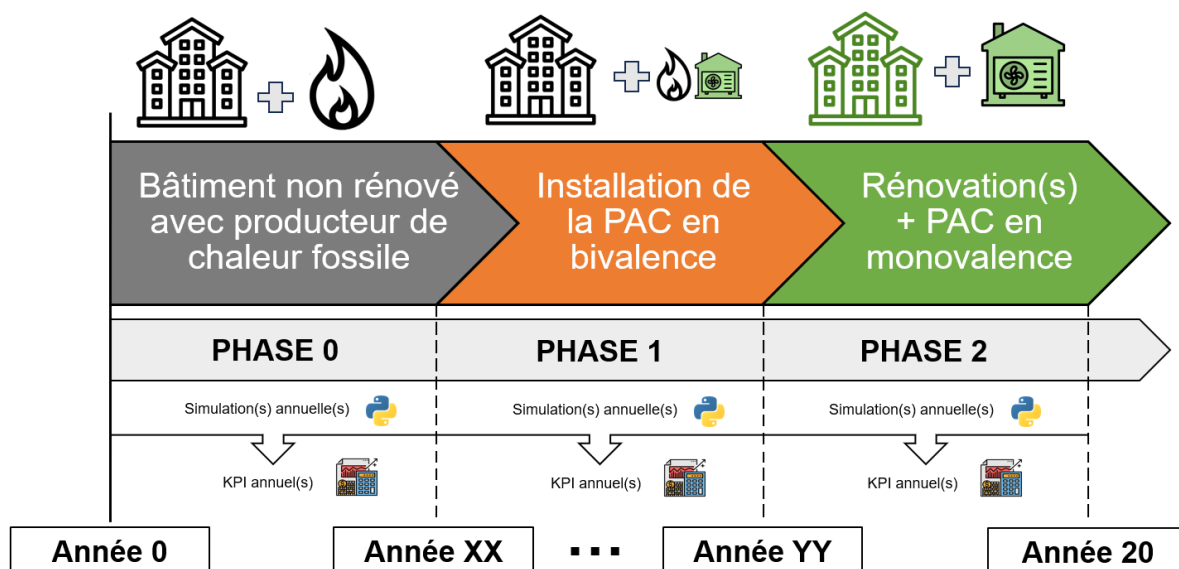 Bâtiment non rénové
avec producteur de
chaleur fossile
Installation de
la PAC en
bivalence
Rénovation(s)
+ PAC en
monovalence
PHASE 0
PHASE 1
PHASE 2
Simulation(s) annuelle(s)
Simulation(s) annuelle(s)
Simulation(s) annuelle(s)
KPI annuel(s)
KPI annuel(s)
KPI annuel(s)
Année 0
Année XX
...
Année YY
Année 20